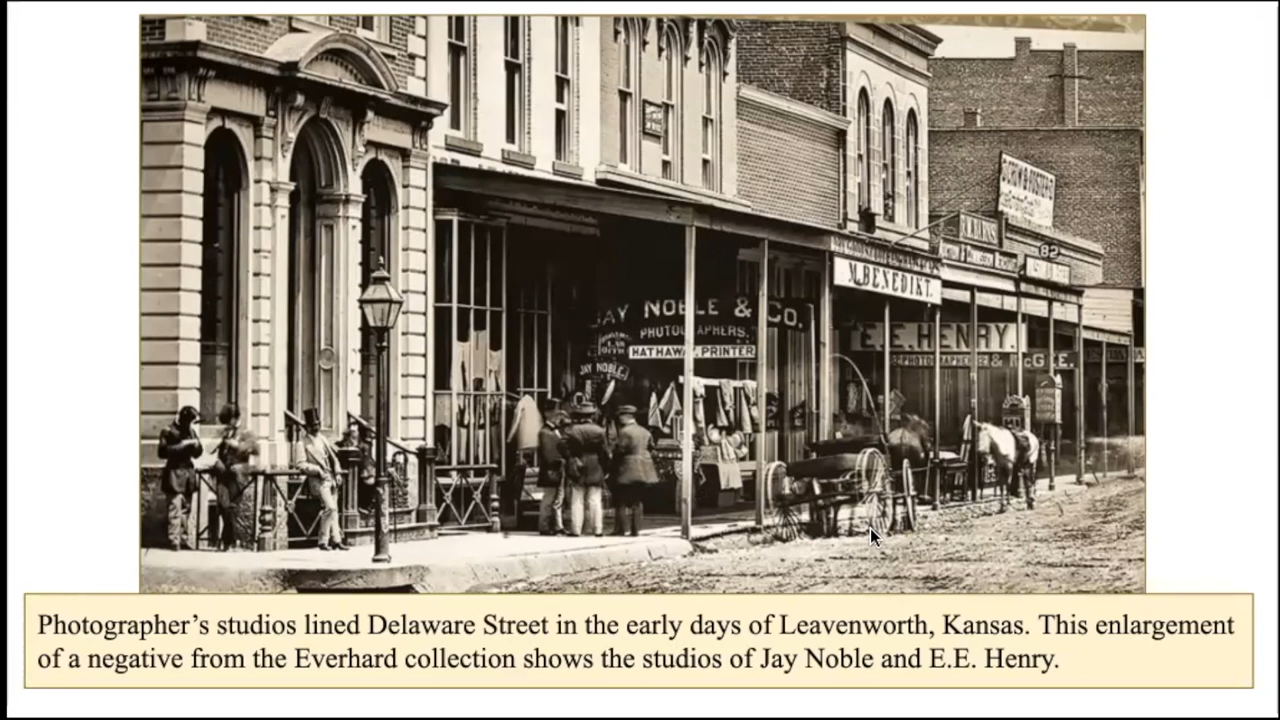 JAY NOBLE & Co.
PHOTOGRAPHERS.
HATHAWAY, PRINTER
JAY NOBLE.
M. BENEDIKT.
E.E. HENRY.
PHOTOGRAPHER
& McGEE.
82
Photographer's studios lined Delaware Street in the early days of Leavenworth, Kansas. This enlargement
of a negative from the Everhard collection shows the studios of Jay Noble and E.E. Henry.